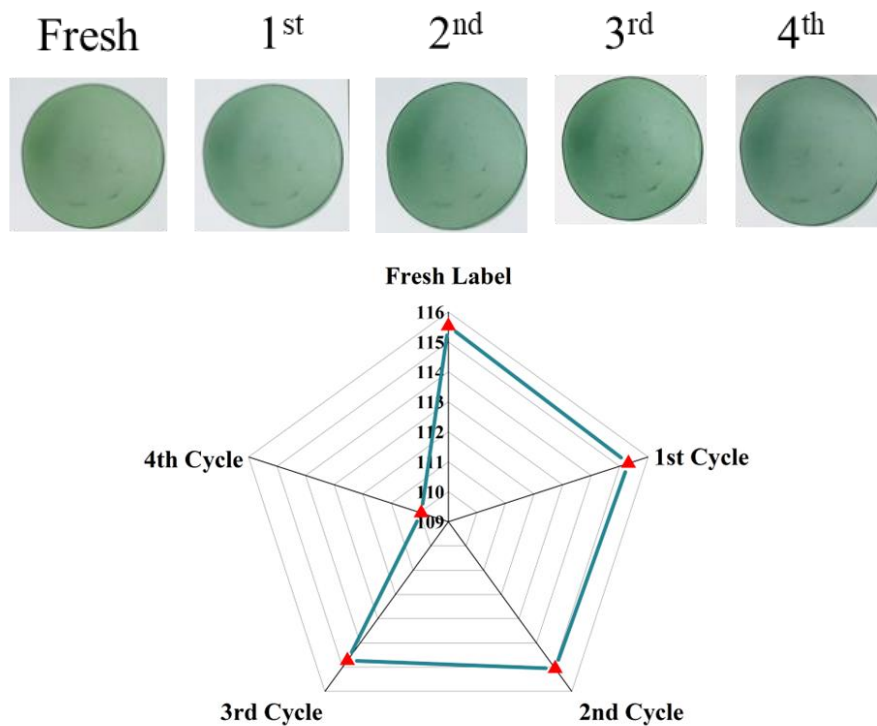 Fresh 1st 2nd 3rd 4th
Fresh Label
116
115
114
113
112
111
110
109
4th Cycle
1st Cycle
3rd Cycle
2nd Cycle